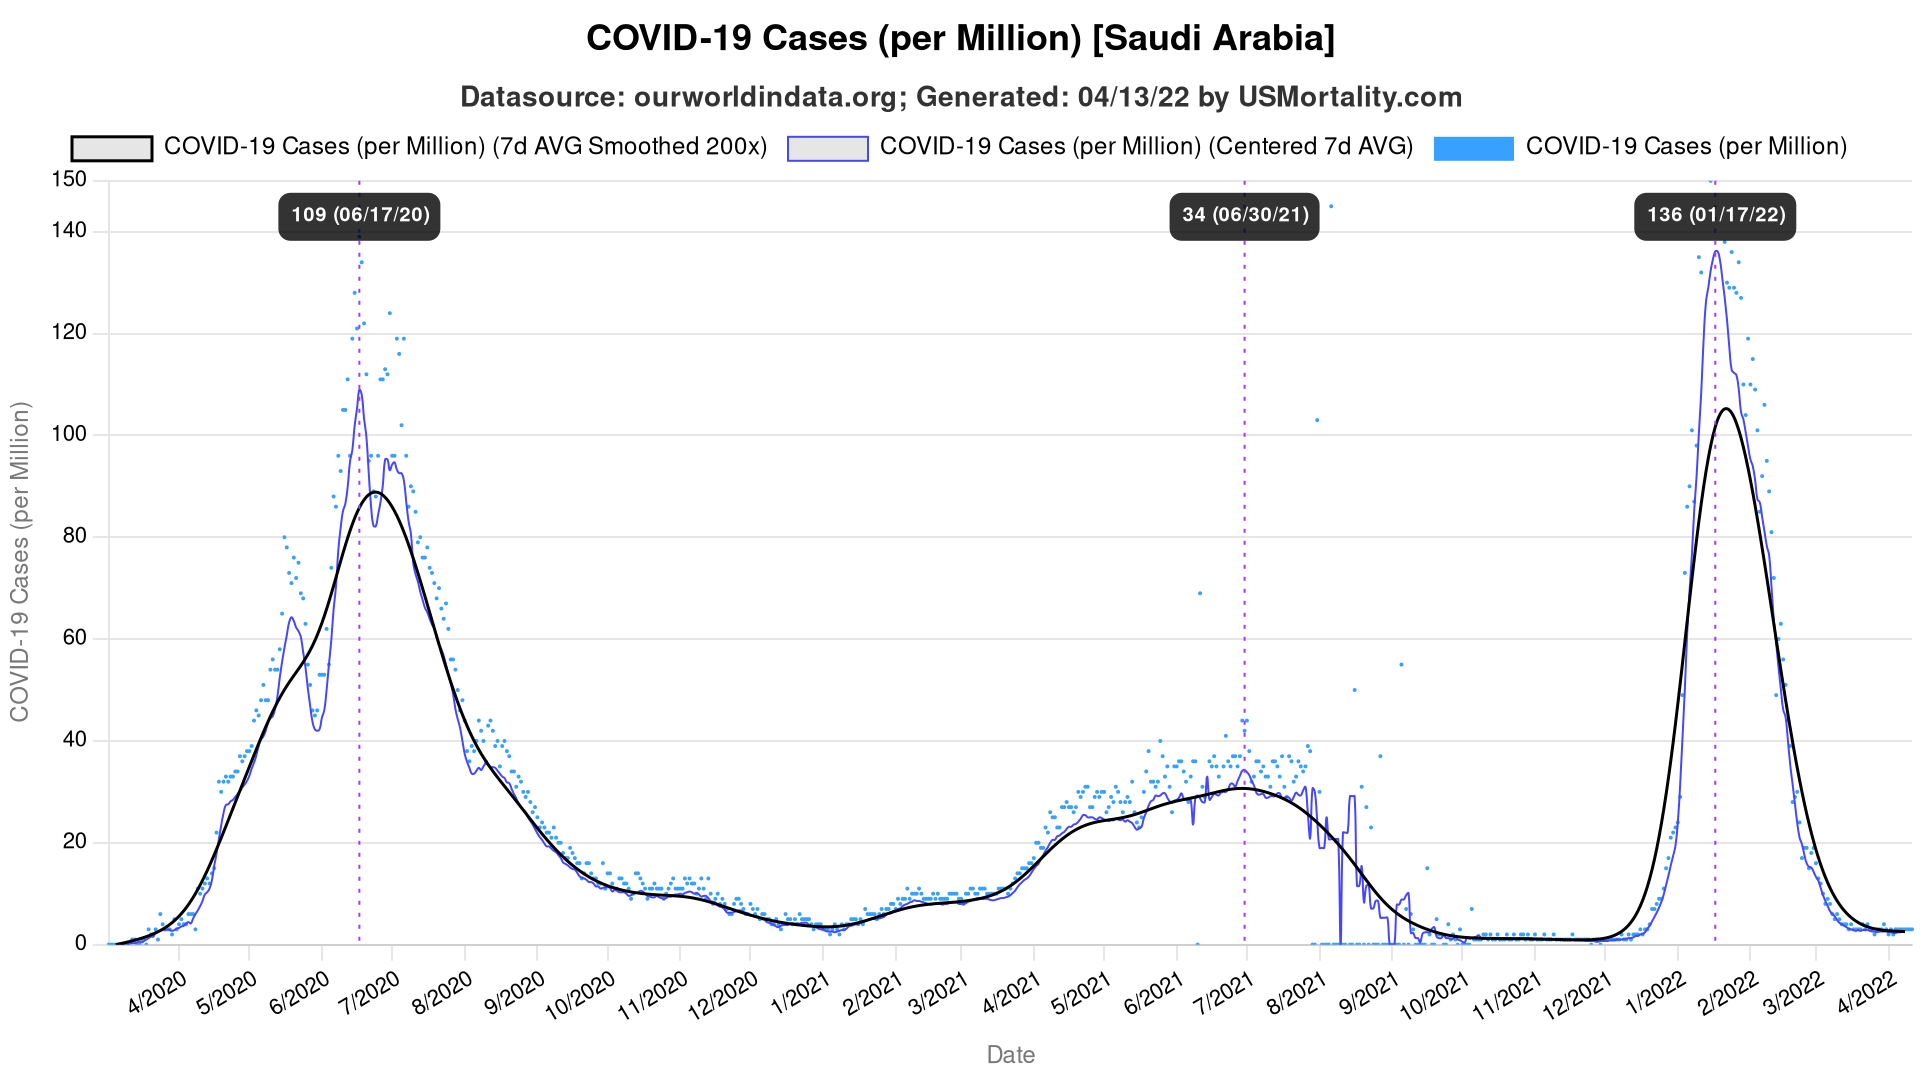 COVID-19 Cases (per Million) [Saudi Arabia]
Datasource: ourworldindata.org; Generated: 04/13/22 by USMortality.com
COVID-19 Cases (per Million) (7d AVG Smoothed 200x) COVID-19 Cases (per Million) (Centered 7d AVG) COVID-19 Cases (per Million)
109 (06/17/20) 34 (06/30/21) 136 (01/17/22)
COVID-19 Cases (per Million)
150
140
120
100
80
60
40
20
0
4/2020 5/2020 6/2020 7/2020 8/2020 9/2020 10/2020 11/2020 12/2020 1/2021 2/2021 3/2021 4/2021 5/2021 6/2021 7/2021 8/2021 9/2021 10/2021 11/2021 12/2021 1/2022 2/2022 3/2022 4/2022
Date